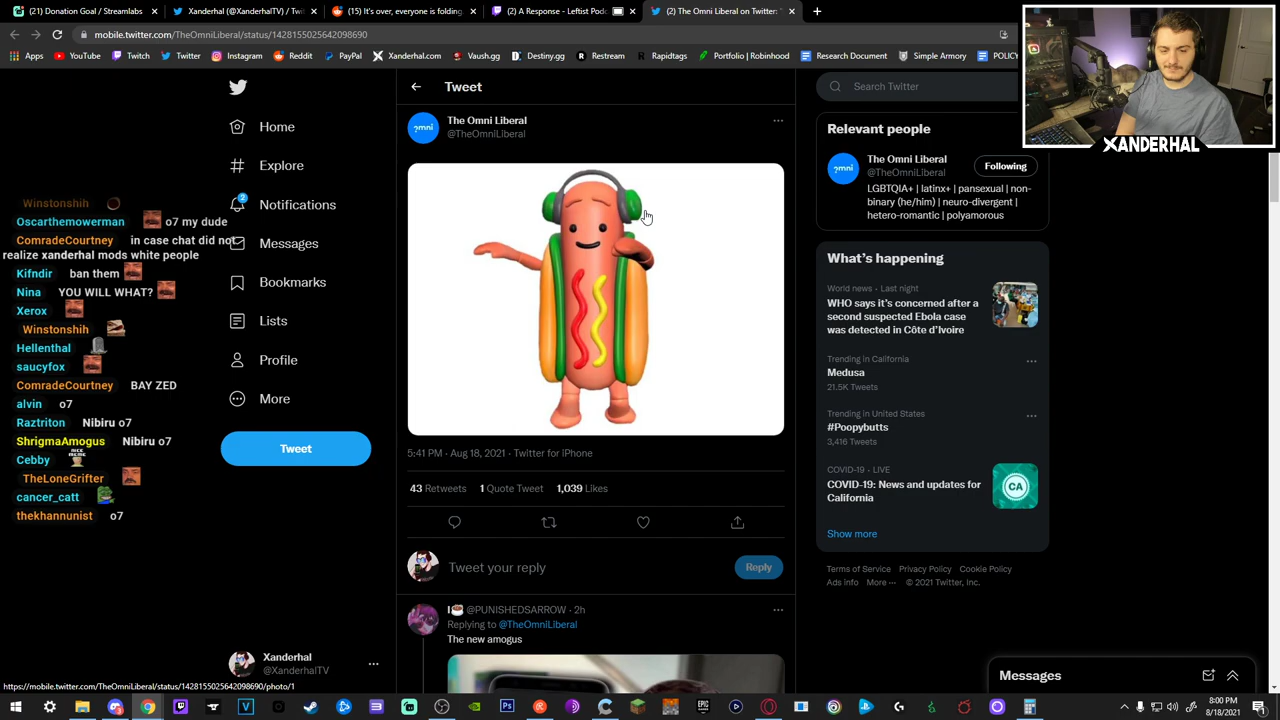 (2) Donation Goal / Streamlabs
Xanderhal (@XanderhalTV) / Twit
(15) It's over, everyone is folding
(2) A Response - Leftist Pod
(2) The Omni Liberal on Twitter: "
mobile.twitter.com/TheOmniLiberal/status/1428155025642098690
Apps
YouTube
Twitch
Twitter
Instagram
Reddit
PayPal
Xanderhal.com
Vaush.gg
Destiny.gg
Restream
Rapidtags
Portfolio | Robinhood
Research Document
Simple Armory
XANDERHAL
Winstonshih
Oscarthemowerman o7 my dude
ComradeCourtney in case chat did not
realize xanderhal mods white people
Kifndir ban them
Nina YOU WILL WHAT?
Xerox
Winstonshih
Hellenthal
saucyfox
ComradeCourtney BAY ZED
alvin o7
Raztriton Nibiru o7
ShrigmaAmogus Nibiru o7
Cebby
TheLoneGrifter
cancer_catt
thekhannunist o7
Home
Explore
2
Notifications
Messages
Bookmarks
Lists
Profile
More
Tweet
Xanderhal
@XanderhalTV
Tweet
omni
The Omni Liberal
@TheOmniLiberal
5:41 PM · Aug 18, 2021 · Twitter for iPhone
43 Retweets 1 Quote Tweet 1,039 Likes
Tweet your reply
Reply
@PUNISHEDSARROW · 2h
Replying to @TheOmniLiberal
The new amogus
Search Twitter
Relevant people
omni
The Omni Liberal
@TheOmniLiberal
Following
LGBTQIA+ | latinx+ | pansexual | non-
binary (he/him) | neuro-divergent |
hetero-romantic | polyamorous
What's happening
World news · Last night
WHO says it's concerned after a
second suspected Ebola case
was detected in Côte d'Ivoire
Trending in California
Medusa
21.5K Tweets
Trending in United States
#Poopybutts
3,416 Tweets
COVID-19 · LIVE
COVID-19: News and updates for
California
CA
Show more
Terms of Service Privacy Policy Cookie Policy
Ads info More ··· © 2021 Twitter, Inc.
Messages
https://mobile.twitter.com/TheOmniLiberal/status/1428155025642098690/photo/1
8:00 PM
8/18/2021